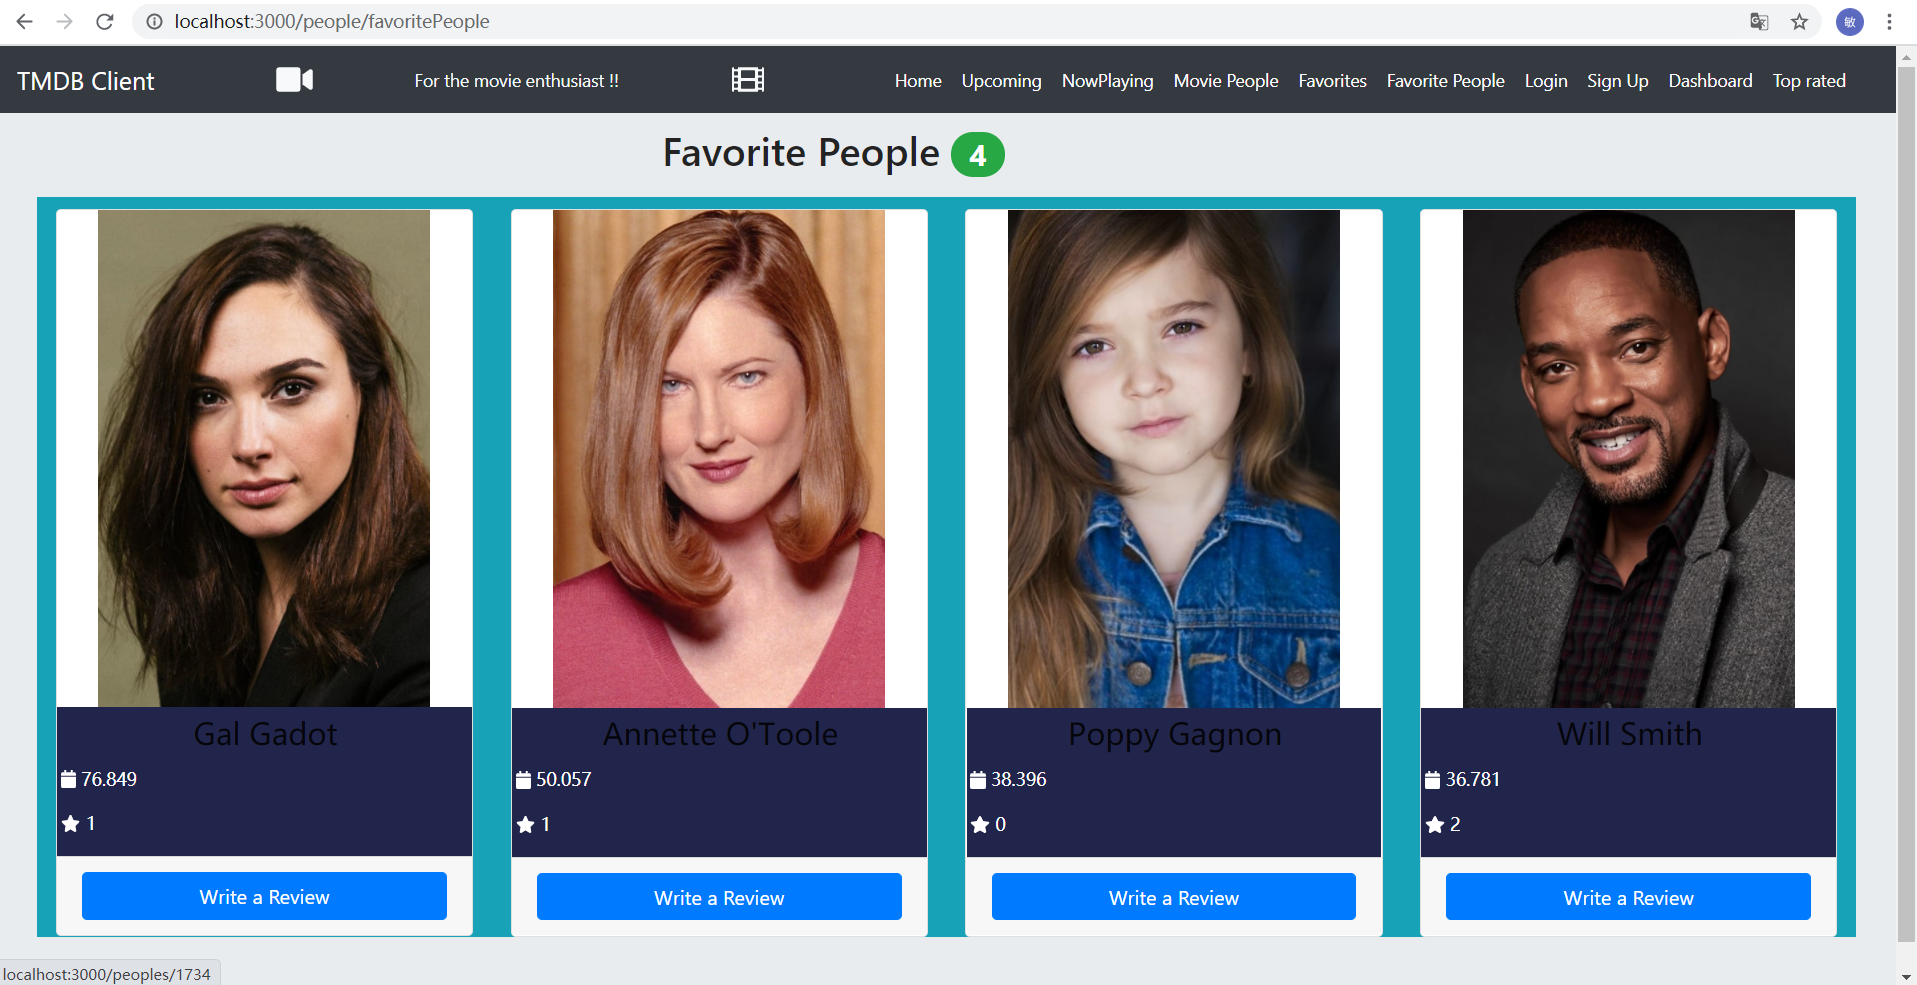 localhost:3000/people/favoritePeople
敏
TMDB Client
For the movie enthusiast !!
Home Upcoming NowPlaying Movie People Favorites Favorite People Login Sign Up Dashboard Top rated
Favorite People 4
Gal Gadot
76.849
1
Write a Review
Annette O'Toole
50.057
1
Write a Review
Poppy Gagnon
38.396
0
Write a Review
Will Smith
36.781
2
Write a Review
localhost:3000/peoples/1734